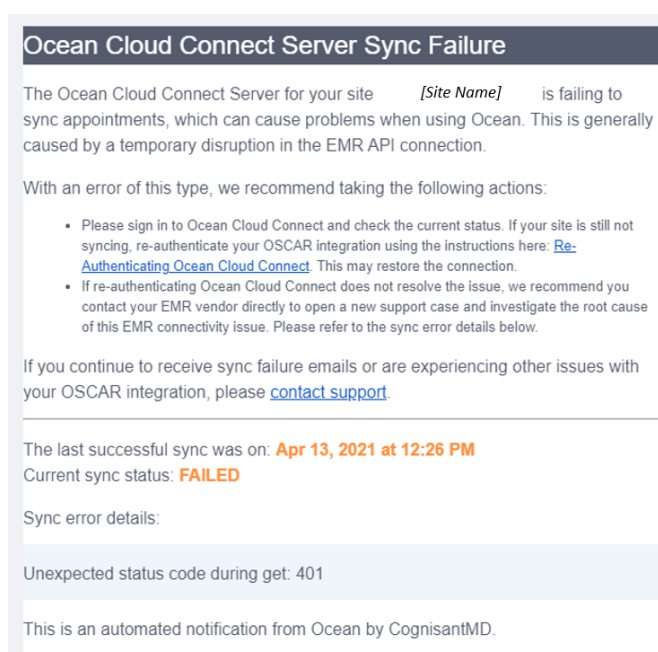 Ocean Cloud Connect Server Sync Failure
The Ocean Cloud Connect Server for your site [Site Name] is failing to
sync appointments, which can cause problems when using Ocean. This is generally
caused by a temporary disruption in the EMR API connection.
With an error of this type, we recommend taking the following actions:
• Please sign in to Ocean Cloud Connect and check the current status. If your site is still not
syncing, re-authenticate your OSCAR integration using the instructions here: Re-
Authenticating Ocean Cloud Connect. This may restore the connection.
• If re-authenticating Ocean Cloud Connect does not resolve the issue, we recommend you
contact your EMR vendor directly to open a new support case and investigate the root cause
of this EMR connectivity issue. Please refer to the sync error details below.
If you continue to receive sync failure emails or are experiencing other issues with
your OSCAR integration, please contact support.
The last successful sync was on: Apr 13, 2021 at 12:26 PM
Current sync status: FAILED
Sync error details:
Unexpected status code during get: 401
This is an automated notification from Ocean by CognisantMD.